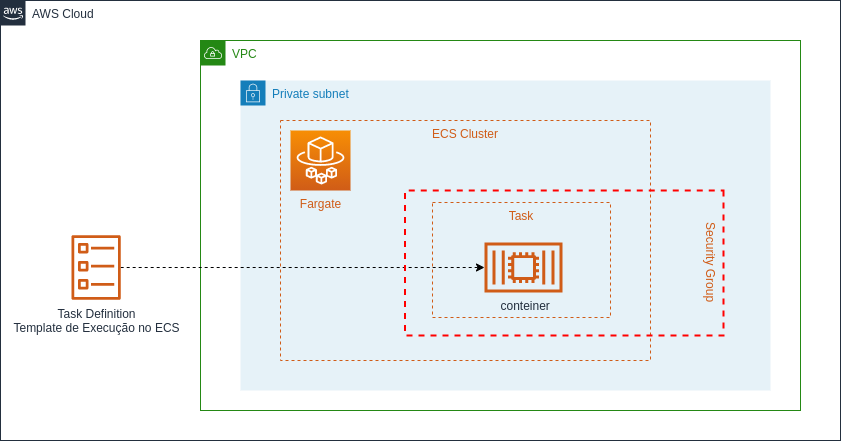 aws
AWS Cloud
VPC
Private subnet
ECS Cluster
Fargate
Task
Security Group
conteiner
Task Definition
Template de Execução no ECS